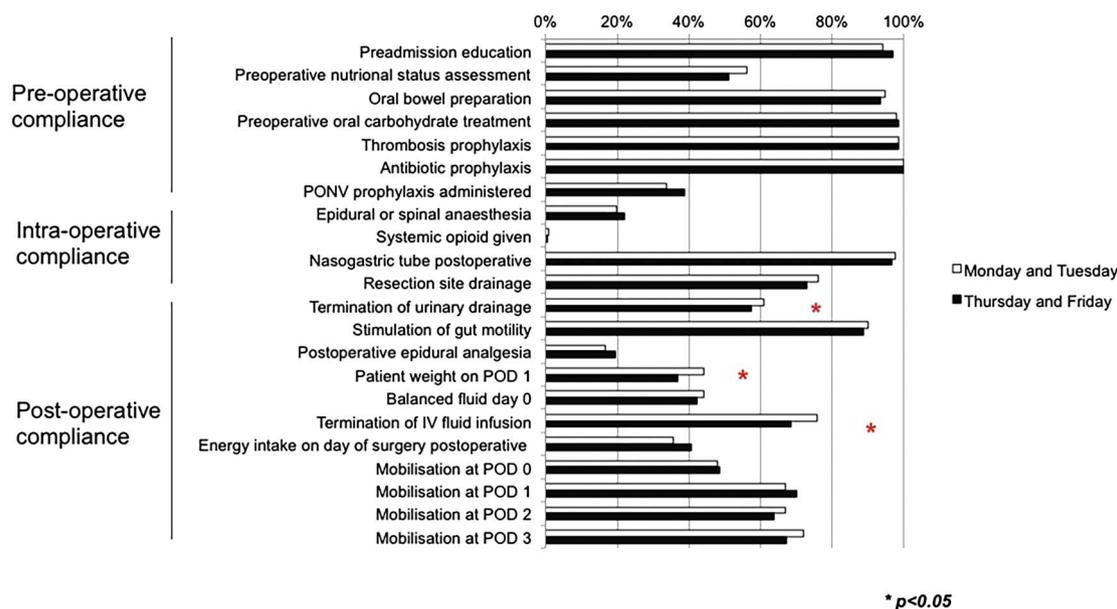 0% 20% 40% 60% 80% 100%
Pre-operative
compliance
Preadmission education
Preoperative nutrional status assessment
Oral bowel preparation
Preoperative oral carbohydrate treatment
Thrombosis prophylaxis
Antibiotic prophylaxis
PONV prophylaxis administered
Intra-operative
compliance
Epidural or spinal anaesthesia
Systemic opioid given
Nasogastric tube postoperative
Resection site drainage
Post-operative
compliance
Termination of urinary drainage *
Stimulation of gut motility
Postoperative epidural analgesia
Patient weight on POD 1 *
Balanced fluid day 0
Termination of IV fluid infusion *
Energy intake on day of surgery postoperative
Mobilisation at POD 0
Mobilisation at POD 1
Mobilisation at POD 2
Mobilisation at POD 3
Monday and Tuesday
Thursday and Friday
* p<0.05